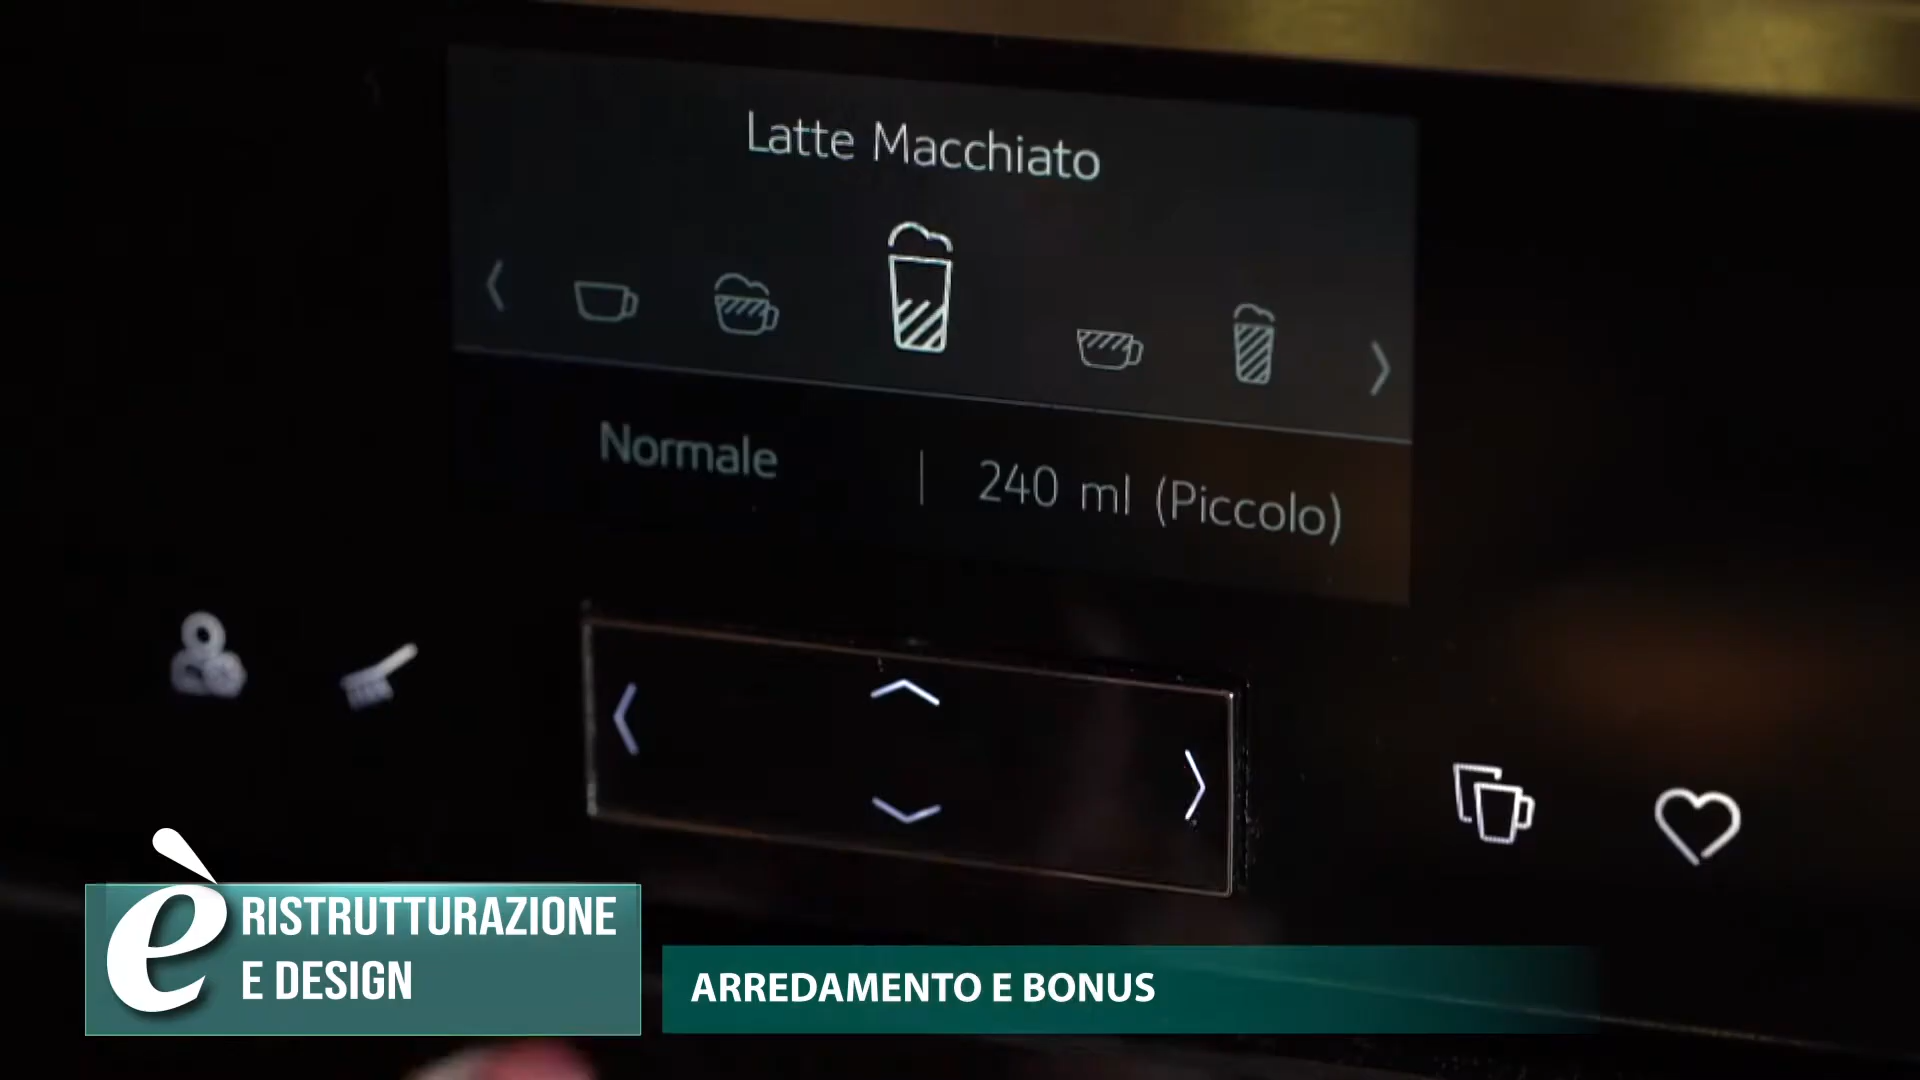 Latte Macchiato
Normale | 240 ml (Piccolo)
è RISTRUTTURAZIONE
E DESIGN
ARREDAMENTO E BONUS